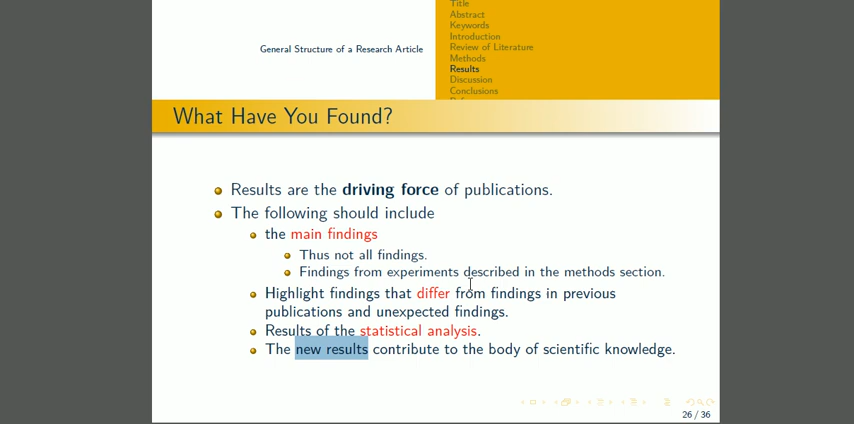 Title
Abstract
Keywords
Introduction
General Structure of a Research Article
Review of Literature
Methods
Results
Discussion
Conclusions
What Have You Found?
Results are the driving force of publications.
The following should include
the main findings
Thus not all findings.
Findings from experiments described in the methods section.
Highlight findings that differ from findings in previous
publications and unexpected findings.
Results of the statistical analysis.
The new results contribute to the body of scientific knowledge.
26 / 36